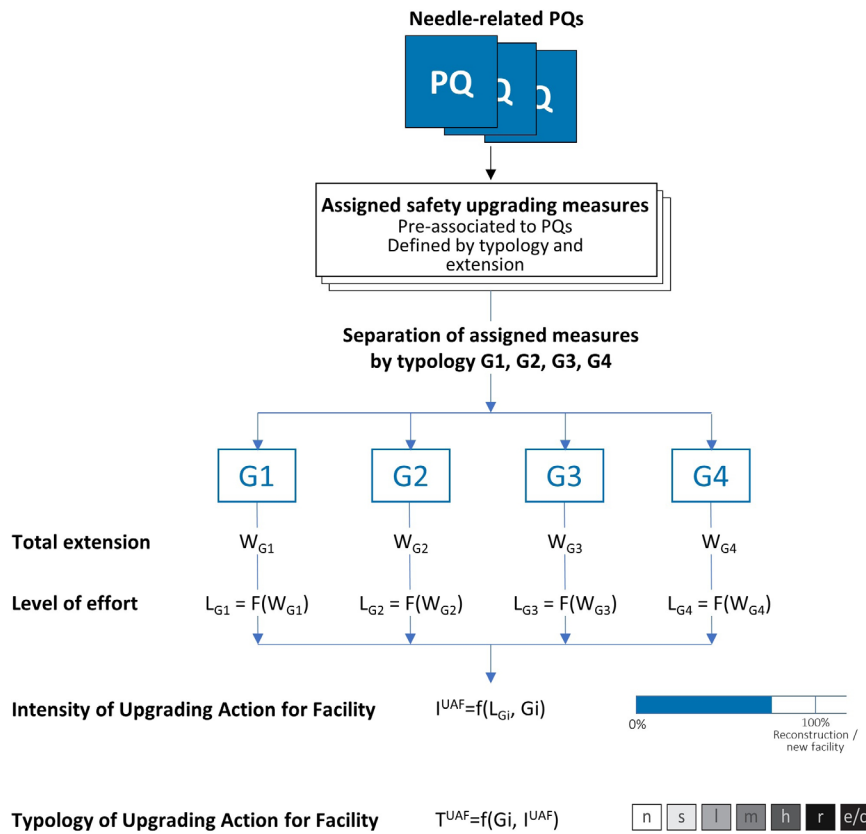 Needle-related PQs
PQ Q Q
Assigned safety upgrading measures
Pre-associated to PQs
Defined by typology and
extension
Separation of assigned measures
by typology G1, G2, G3, G4
G1 G2 G3 G4
Total extension W_G1 W_G2 W_G3 W_G4
Level of effort L_G1 = F(W_G1) L_G2 = F(W_G2) L_G3 = F(W_G3) L_G4 = F(W_G4)
Intensity of Upgrading Action for Facility I^UAF=f(L_Gi, Gi)
0% 100%
Reconstruction /
new facility
Typology of Upgrading Action for Facility T^UAF=f(Gi, I^UAF) n s l m h r